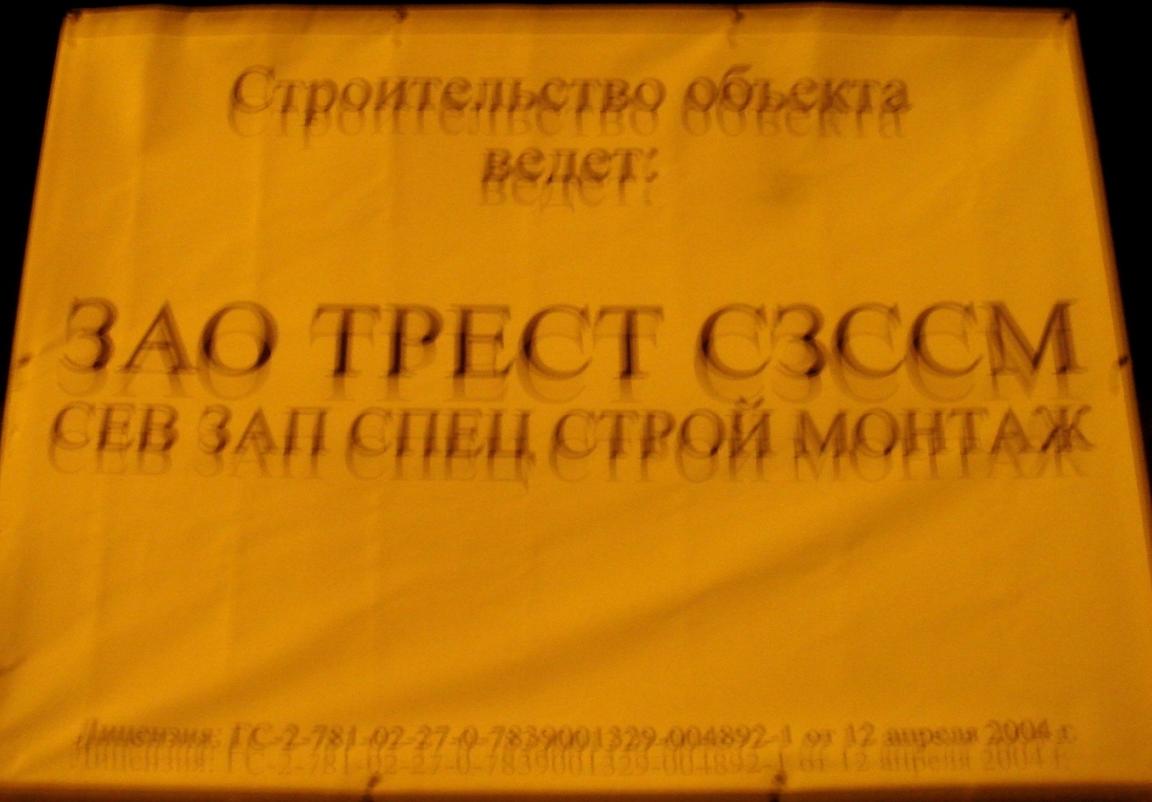 Строительство объекта
ведет:
ЗАО ТРЕСТ СЗССМ
СЕВ ЗАП СПЕЦ СТРОЙ МОНТАЖ
Лицензия: ГС-2-781-02-27-0-7839001329-004892-1 от 12 апреля 2004 г.